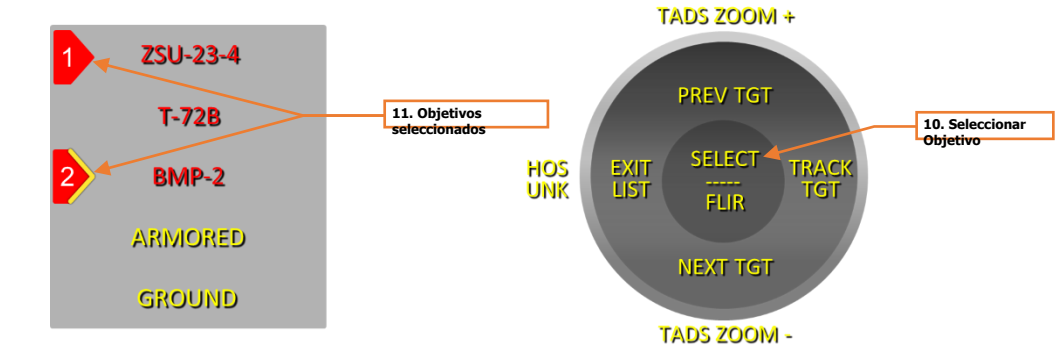 TADS ZOOM +
1
ZSU-23-4
T-72B
2
BMP-2
ARMORED
GROUND
11. Objetivos
seleccionados
PREV TGT
HOS
UNK
EXIT
LIST
SELECT
-----
FLIR
TRACK
TGT
NEXT TGT
10. Seleccionar
Objetivo
TADS ZOOM -